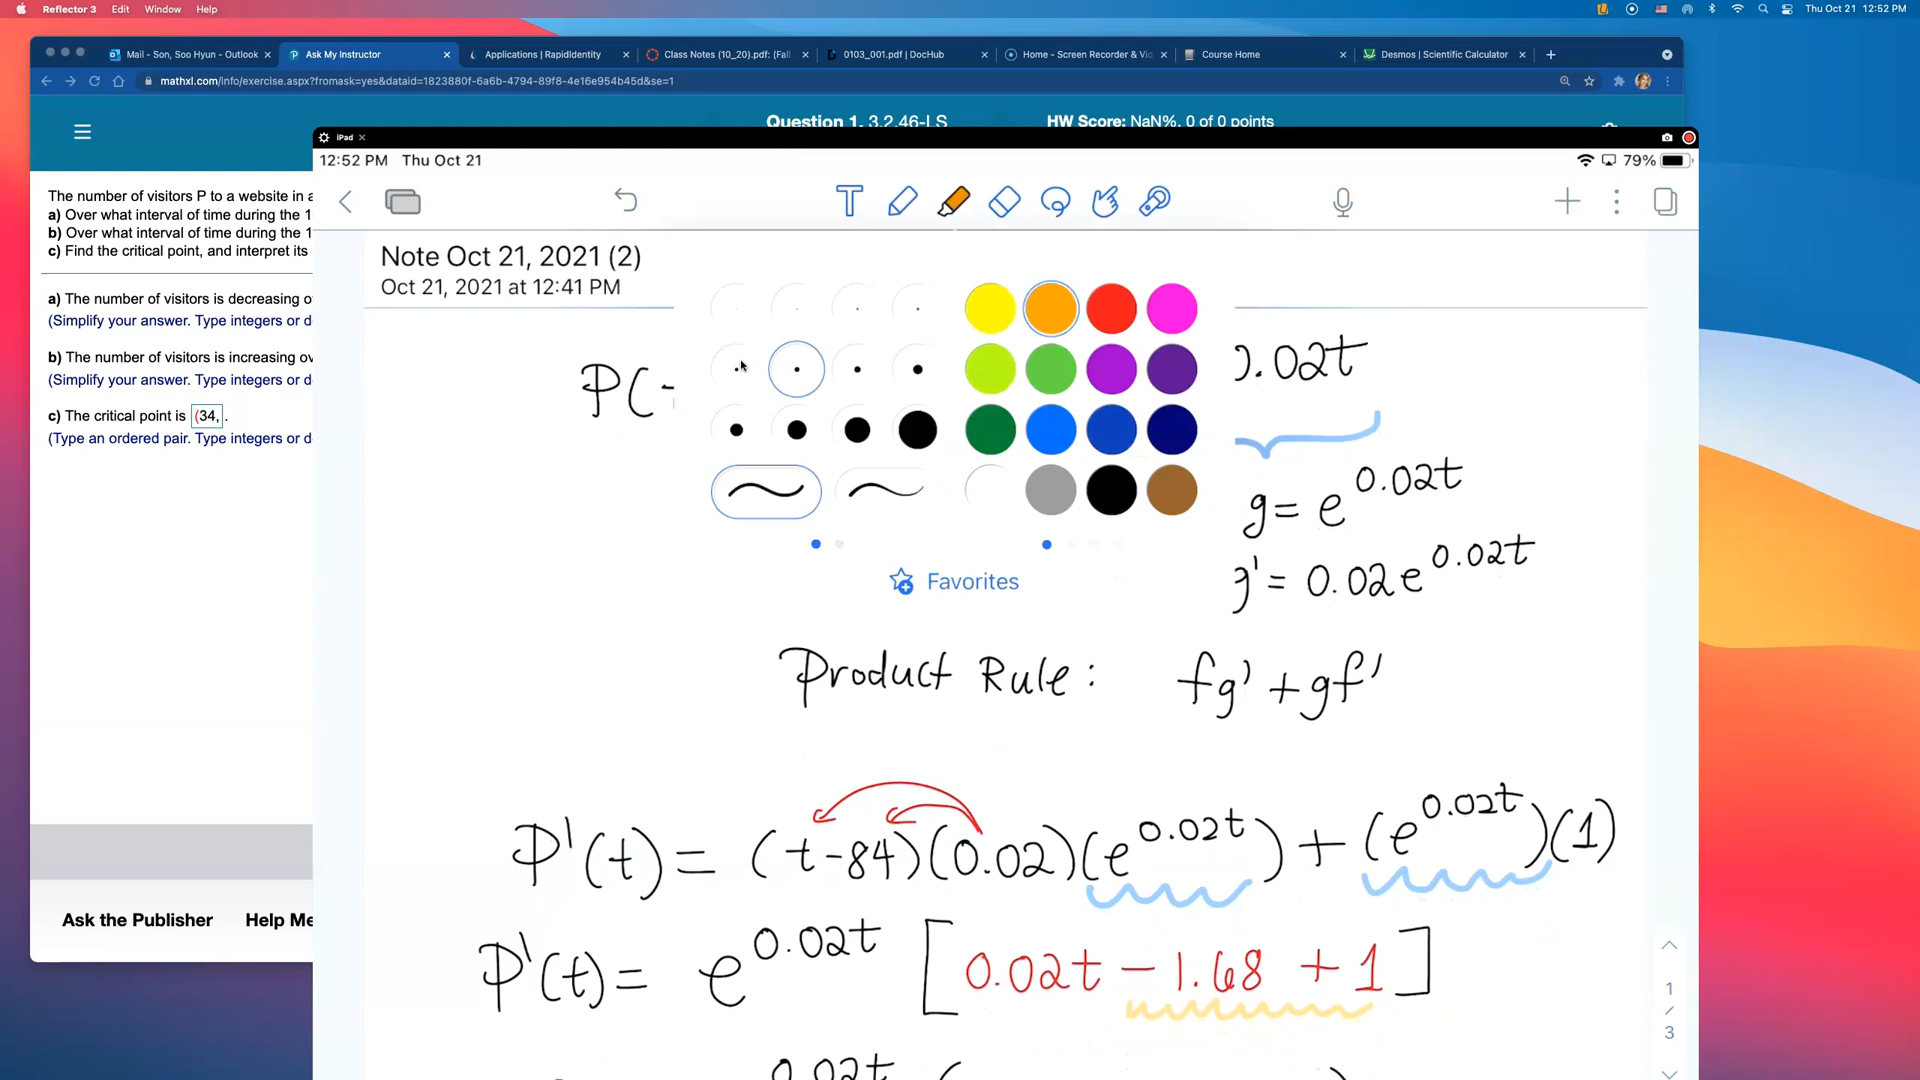 Reflector 3 Edit Window Help
Thu Oct 21 12:52 PM
Mail - Son, Soo Hyun - Outlook
Ask My Instructor
Applications | RapidIdentity
Class Notes (10_20).pdf: (Fall
0103_001.pdf | DocHub
Home - Screen Recorder & Vi
Course Home
Desmos | Scientific Calculator
mathxl.com/info/exercise.aspx?fromask=yes&dataid=1823880f-6a6b-4794-89f8-4e16e954b45d&se=1
Question 1, 3.2.46-LS
HW Score: NaN%, 0 of 0 points
iPad
12:52 PM Thu Oct 21
79%
The number of visitors P to a website in a
a) Over what interval of time during the 1
b) Over what interval of time during the 1
c) Find the critical point, and interpret its
a) The number of visitors is decreasing o
(Simplify your answer. Type integers or d
b) The number of visitors is increasing ov
(Simplify your answer. Type integers or d
c) The critical point is (34, .
(Type an ordered pair. Type integers or d
Ask the Publisher
Help Me
T
Note Oct 21, 2021 (2)
Oct 21, 2021 at 12:41 PM
Favorites
P(
0.02t
g= e^0.02t
g'= 0.02e^0.02t
Product Rule: fg' + gf'
P'(t) = (t-84)(0.02)(e^0.02t) + (e^0.02t)(1)
P'(t) = e^0.02t [0.02t - 1.68 + 1]
0.02t (
1
/
3